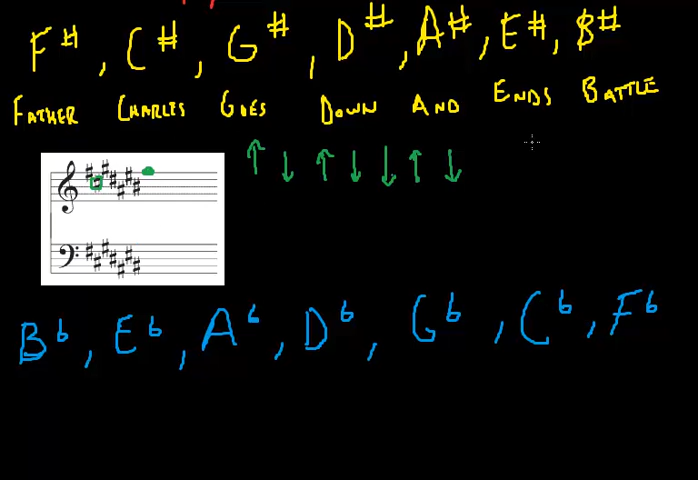 F#, C#, G#, D#, A#, E#, B#
FATHER CHARLES GOES DOWN AND ENDS BATTLE
↑ ↓ ↑ ↓ ↓ ↑ ↓
B♭, E♭, A♭, D♭, G♭, C♭, F♭